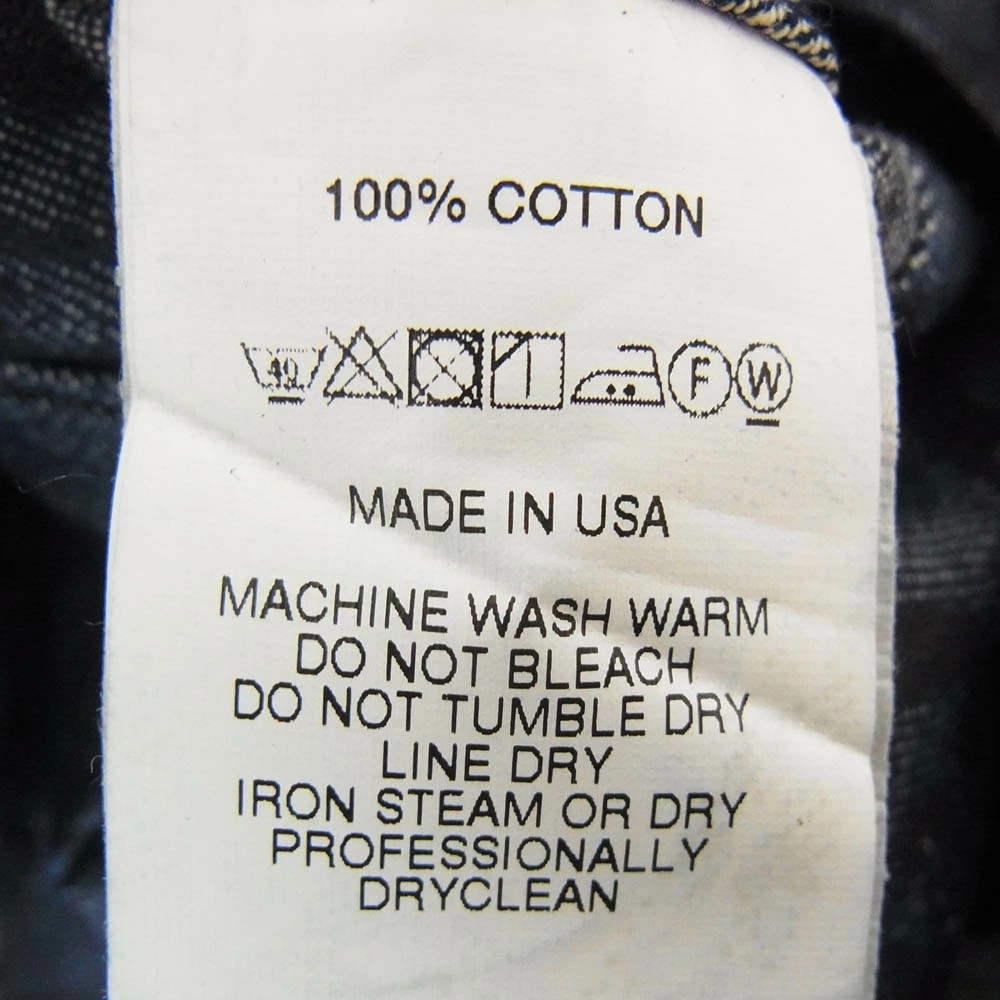 100% COTTON
40 F W
MADE IN USA
MACHINE WASH WARM
DO NOT BLEACH
DO NOT TUMBLE DRY
LINE DRY
IRON STEAM OR DRY
PROFESSIONALLY
DRYCLEAN